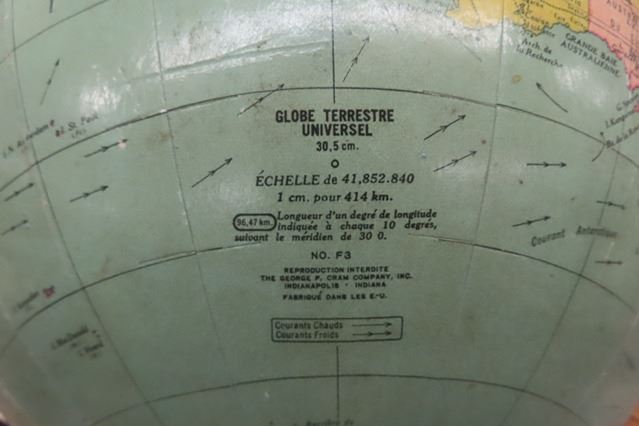 GRANDE BAIE
AUSTRALIENNE
Arch. de
la Recherche
I. St. Paul
GLOBE TERRESTRE
UNIVERSEL
30,5 cm.
ÉCHELLE de 41,852.840
1 cm. pour 414 km.
96,47 km. Longueur d'un degré de longitude
indiquée à chaque 10 degrés,
suivant le méridien de 30 O.
Courant
NO. F3
REPRODUCTION INTERDITE
THE GEORGE F. CRAM COMPANY, INC.
INDIANAPOLIS · INDIANA
FABRIQUÉ DANS LES E.-U.
Courants Chauds
Courants Froids